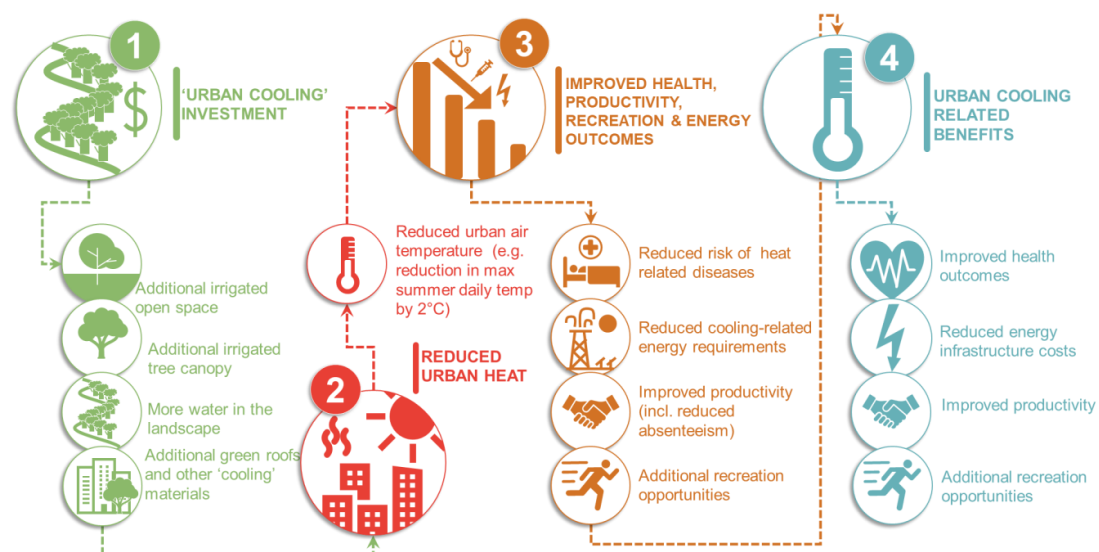 1
'URBAN COOLING'
INVESTMENT
Additional irrigated
open space
Additional irrigated
tree canopy
More water in the
landscape
Additional green roofs
and other 'cooling'
materials
2
REDUCED
URBAN HEAT
Reduced urban air
temperature (e.g.
reduction in max
summer daily temp
by 2°C)
3
IMPROVED HEALTH,
PRODUCTIVITY,
RECREATION & ENERGY
OUTCOMES
Reduced risk of heat
related diseases
Reduced cooling-related
energy requirements
Improved productivity
(incl. reduced
absenteeism)
Additional recreation
opportunities
4
URBAN COOLING
RELATED
BENEFITS
Improved health
outcomes
Reduced energy
infrastructure costs
Improved productivity
Additional recreation
opportunities